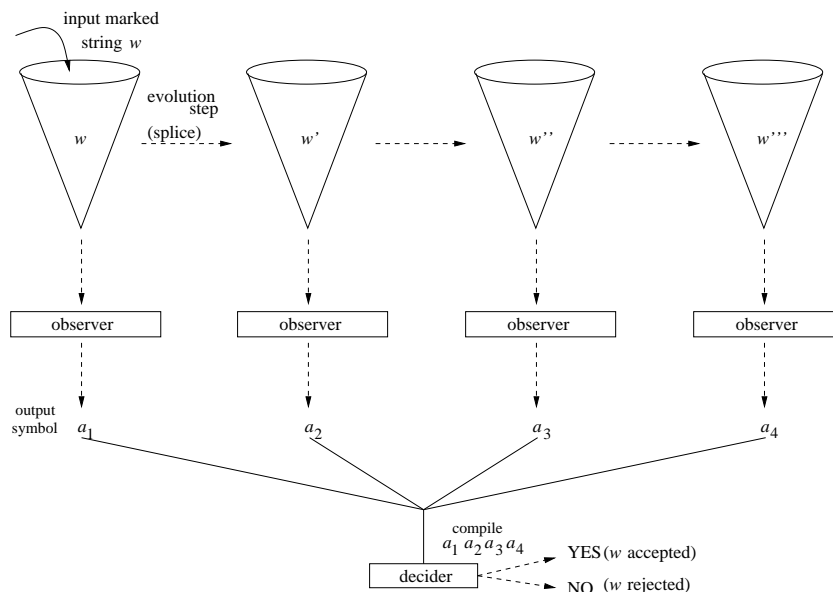 input marked
string w
evolution
step
(splice)
w
w'
w''
w'''
observer
observer
observer
observer
output
symbol
a1
a2
a3
a4
compile
a1 a2 a3 a4
decider
YES (w accepted)
NO (w rejected)